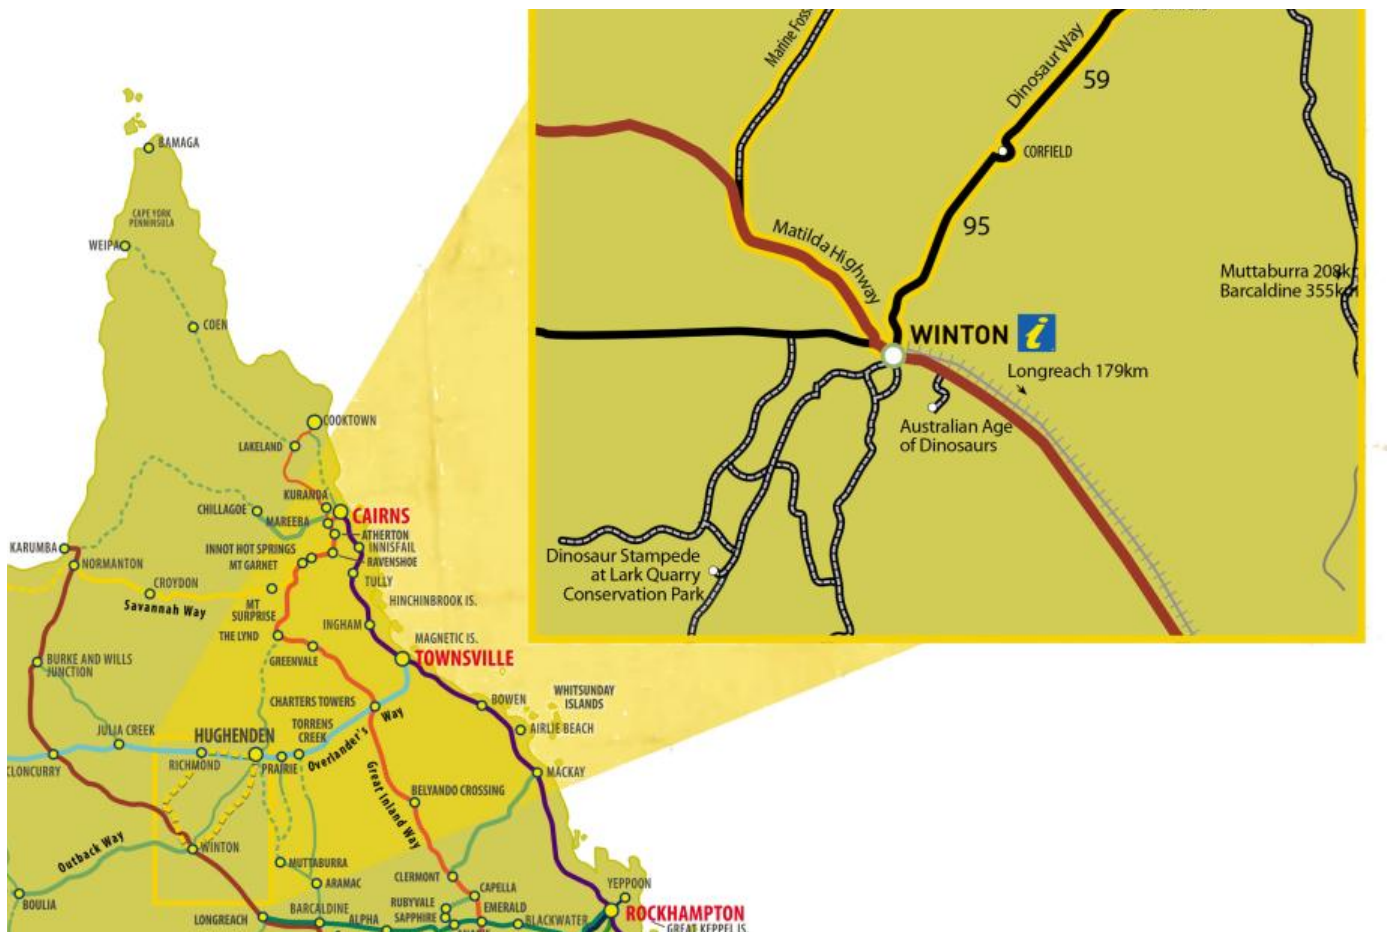 Marine Foss
Dinosaur Way
59
CORFIELD
95
Matilda Highway
Muttaburra 208k
Barcaldine 355km
WINTON
i
Longreach 179km
Australian Age
of Dinosaurs
Dinosaur Stampede
at Lark Quarry
Conservation Park
BAMAGA
CAPE YORK
PENNINSULA
WEIPA
COEN
COOKTOWN
LAKELAND
KURANDA
CHILLAGOE
CAIRNS
MAREEBA
ATHERTON
KARUMBA
INNOT HOT SPRINGS
INNISFAIL
NORMANTON
MT GARNET
RAVENSHOE
CROYDON
TULLY
Savannah Way
MT
SURPRISE
HINCHINBROOK IS.
THE LYND
INGHAM
MAGNETIC IS.
TOWNSVILLE
BURKE AND WILLS
JUNCTION
GREENVALE
CHARTERS TOWERS
BOWEN
WHITSUNDAY
ISLANDS
JULIA CREEK
HUGHENDEN
TORRENS
CREEK
Overlander's Way
AIRLIE BEACH
CLONCURRY
RICHMOND
PRAIRIE
MACKAY
Great Inland Way
BELYANDO CROSSING
Outback Way
WINTON
MUTTABURRA
CLERMONT
ARAMAC
CAPELLA
YEPPOON
BOULIA
RUBYVALE
LONGREACH
BARCALDINE
ALPHA
SAPPHIRE
EMERALD
BLACKWATER
ROCKHAMPTON
GREAT KEPPEL IS.